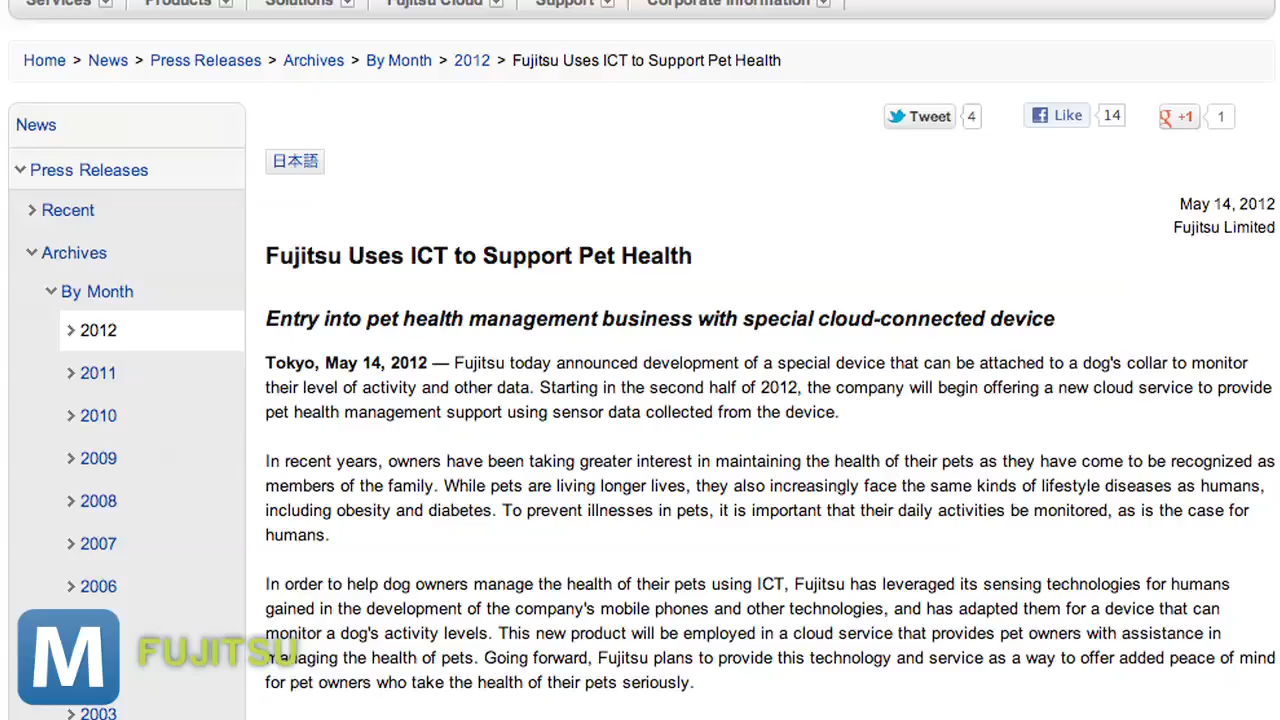 Services Products Solutions Fujitsu Cloud Support Corporate Information
Home > News > Press Releases > Archives > By Month > 2012 > Fujitsu Uses ICT to Support Pet Health
News
Press Releases
Recent
Archives
By Month
2012
2011
2010
2009
2008
2007
2006
2003
Tweet 4 Like 14 +1 1
日本語
May 14, 2012
Fujitsu Limited
Fujitsu Uses ICT to Support Pet Health
Entry into pet health management business with special cloud-connected device
Tokyo, May 14, 2012 — Fujitsu today announced development of a special device that can be attached to a dog's collar to monitor
their level of activity and other data. Starting in the second half of 2012, the company will begin offering a new cloud service to provide
pet health management support using sensor data collected from the device.
In recent years, owners have been taking greater interest in maintaining the health of their pets as they have come to be recognized as
members of the family. While pets are living longer lives, they also increasingly face the same kinds of lifestyle diseases as humans,
including obesity and diabetes. To prevent illnesses in pets, it is important that their daily activities be monitored, as is the case for
humans.
In order to help dog owners manage the health of their pets using ICT, Fujitsu has leveraged its sensing technologies for humans
gained in the development of the company's mobile phones and other technologies, and has adapted them for a device that can
monitor a dog's activity levels. This new product will be employed in a cloud service that provides pet owners with assistance in
managing the health of pets. Going forward, Fujitsu plans to provide this technology and service as a way to offer added peace of mind
for pet owners who take the health of their pets seriously.
M FUJITSU